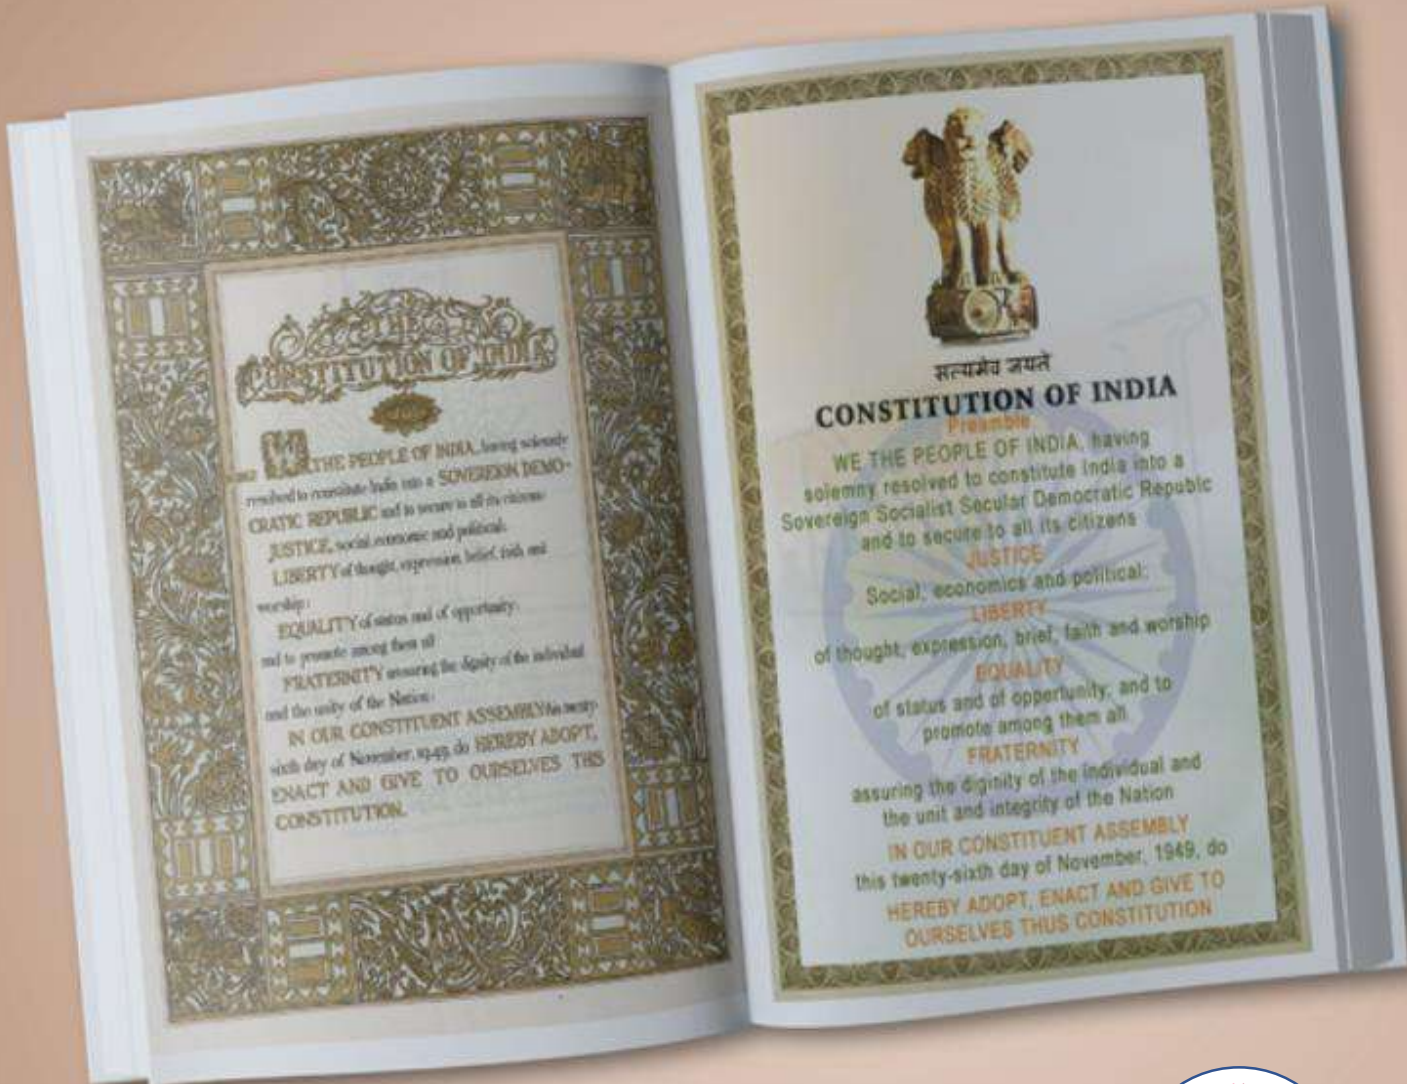 THE
CONSTITUTION OF INDIA
WE, THE PEOPLE OF INDIA, having solemnly
resolved to constitute India into a SOVEREIGN DEMO-
CRATIC REPUBLIC and to secure to all its citizens:
JUSTICE, social, economic and political;
LIBERTY of thought, expression, belief, faith and
worship;
EQUALITY of status and of opportunity;
and to promote among them all
FRATERNITY assuring the dignity of the individual
and the unity of the Nation;
IN OUR CONSTITUENT ASSEMBLY this twenty-
sixth day of November, 1949, do HEREBY ADOPT,
ENACT AND GIVE TO OURSELVES THIS
CONSTITUTION.
सत्यमेव जयते
CONSTITUTION OF INDIA
Preamble
WE THE PEOPLE OF INDIA, having
solemny resolved to constitute India into a
Sovereign Socialist Secular Democratic Republc
and to secure to all its citizens
JUSTICE
Social, economics and political;
LIBERTY
of thought, expression, brief, faith and worship
EQUALITY
of status and of opportunity; and to
promote among them all
FRATERNITY
assuring the diginity of the individual and
the unit and integrity of the Nation
IN OUR CONSTITUENT ASSEMBLY
this twenty-sixth day of November, 1949, do
HEREBY ADOPT, ENACT AND GIVE TO
OURSELVES THUS CONSTITUTION